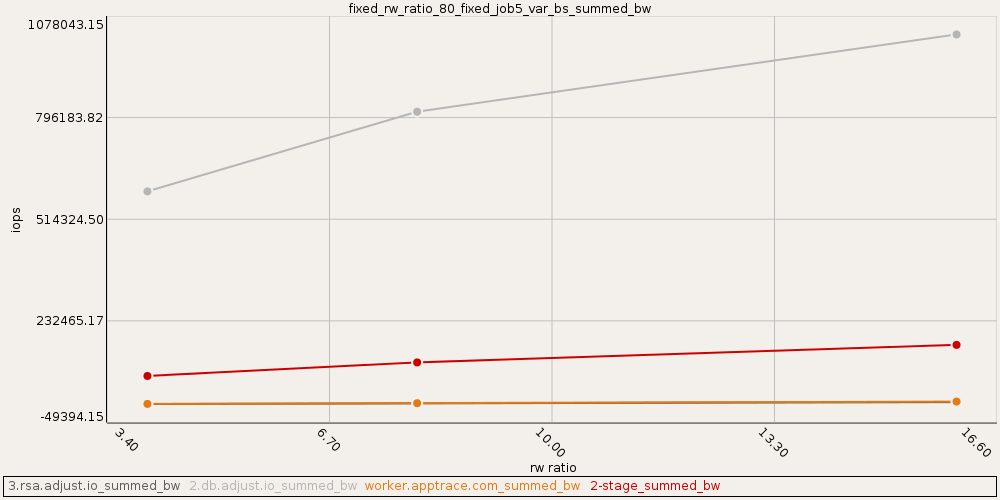 fixed_rw_ratio_80_fixed_job5_var_bs_summed_bw
1078043.15
796183.82
514324.50
232465.17
-49394.15
iops
3.40
6.70
10.00
13.30
16.60
rw ratio
3.rsa.adjust.io_summed_bw 2.db.adjust.io_summed_bw worker.apptrace.com_summed_bw 2-stage_summed_bw